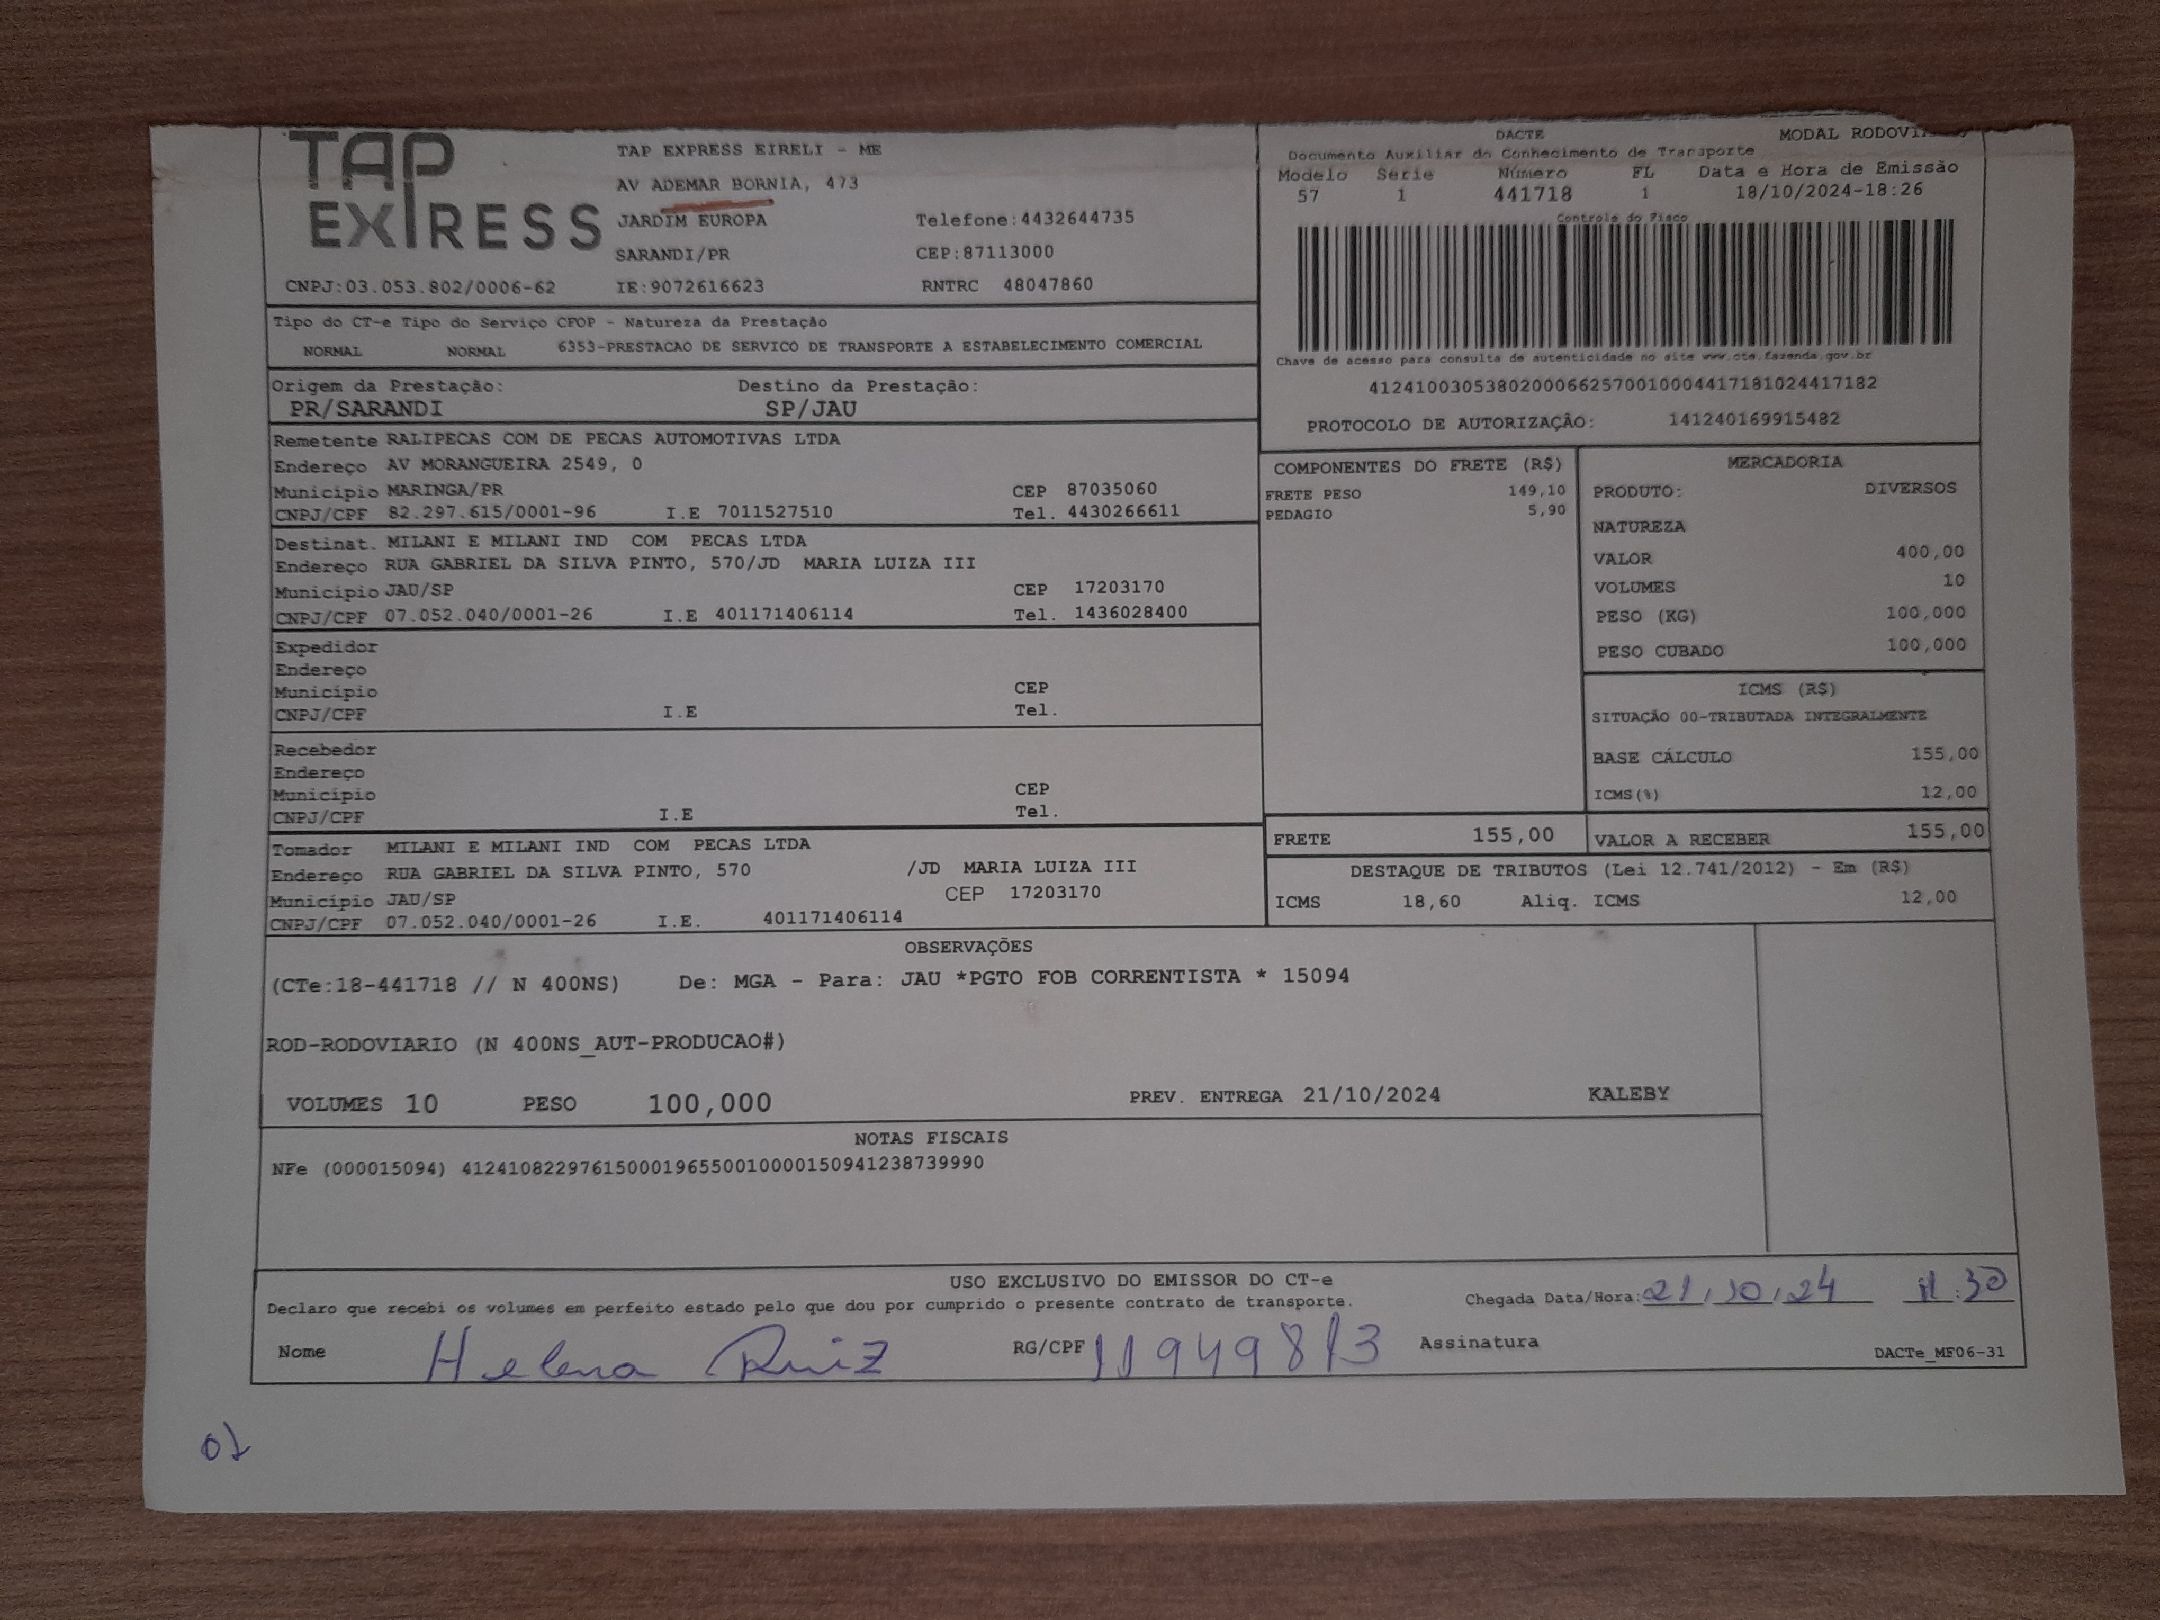 TAP
EXPRESS
TAP EXPRESS EIRELI - ME
AV ADEMAR BORNIA, 473
JARDIM EUROPA Telefone:4432644735
SARANDI/PR CEP:87113000
CNPJ:03.053.802/0006-62 IE:9072616623 RNTRC 48047860
DACTE MODAL
Documento Auxiliar do Conhecimento de Transporte
Modelo Série Número FL Data e Hora de Emissão
57 1 441718 1 18/10/2024-18:26
Controle do Fisco
Chave de acesso para consulta de autenticidade no site www.cte.fazenda.gov.br
41241003053802000662570010004417181024417182
PROTOCOLO DE AUTORIZAÇÃO: 141240169915482
Tipo do CT-e Tipo do Serviço CFOP - Natureza da Prestação
NORMAL NORMAL 6353-PRESTACAO DE SERVICO DE TRANSPORTE A ESTABELECIMENTO COMERCIAL
Origem da Prestação: Destino da Prestação:
PR/SARANDI SP/JAU
Remetente RALIPECAS COM DE PECAS AUTOMOTIVAS LTDA
Endereço AV MORANGUEIRA 2549, 0
Município MARINGA/PR CEP 87035060
CNPJ/CPF 82.297.615/0001-96 I.E 7011527510 Tel. 4430266611
Destinat. MILANI E MILANI IND COM PECAS LTDA
Endereço RUA GABRIEL DA SILVA PINTO, 570/JD MARIA LUIZA III
Município JAU/SP CEP 17203170
CNPJ/CPF 07.052.040/0001-26 I.E 401171406114 Tel. 1436028400
Expedidor
Endereço
Município CEP
CNPJ/CPF I.E Tel.
Recebedor
Endereço
Município CEP
CNPJ/CPF I.E Tel.
Tomador MILANI E MILANI IND COM PECAS LTDA
Endereço RUA GABRIEL DA SILVA PINTO, 570 /JD MARIA LUIZA III
Município JAU/SP CEP 17203170
CNPJ/CPF 07.052.040/0001-26 I.E. 401171406114
COMPONENTES DO FRETE (R$)
FRETE PESO 149,10
PEDAGIO 5,90
MERCADORIA
PRODUTO: DIVERSOS
NATUREZA
VALOR 400,00
VOLUMES 10
PESO (KG) 100,000
PESO CUBADO 100,000
ICMS (R$)
SITUAÇÃO 00-TRIBUTADA INTEGRALMENTE
BASE CÁLCULO 155,00
ICMS(%) 12,00
FRETE 155,00 VALOR A RECEBER 155,00
DESTAQUE DE TRIBUTOS (Lei 12.741/2012) - Em (R$)
ICMS 18,60 Aliq. ICMS 12,00
OBSERVAÇÕES
(CTe:18-441718 // N 400NS) De: MGA - Para: JAU *PGTO FOB CORRENTISTA * 15094
ROD-RODOVIARIO (N 400NS_AUT-PRODUCAO#)
VOLUMES 10 PESO 100,000 PREV. ENTREGA 21/10/2024 KALEBY
NOTAS FISCAIS
NFe (000015094) 41241082297615000196550010000150941238739990
USO EXCLUSIVO DO EMISSOR DO CT-e
Declaro que recebi os volumes em perfeito estado pelo que dou por cumprido o presente contrato de transporte. Chegada Data/Hora: 21,10,24 11:30
Nome Helena Ruiz RG/CPF 11949813 Assinatura
DACTe_MF06-31